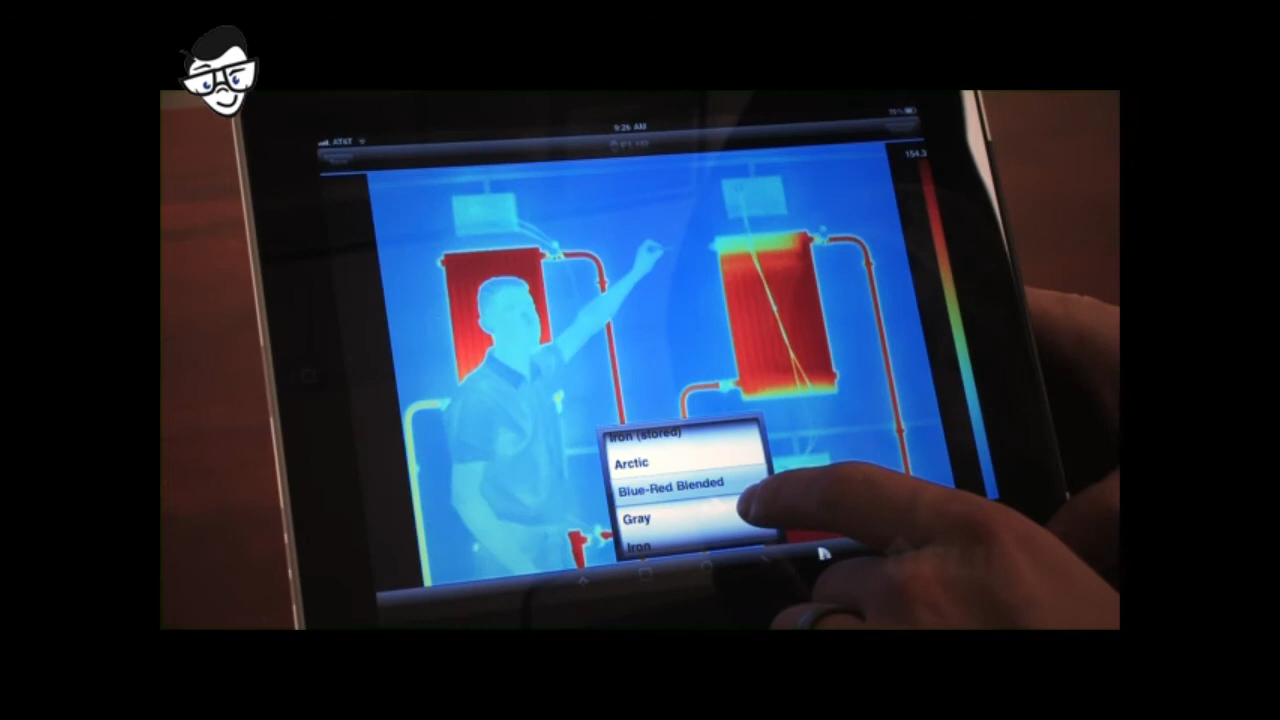 AT&T
9:26 AM
154.3
Iron (stored)
Arctic
Blue-Red Blended
Gray
Iron